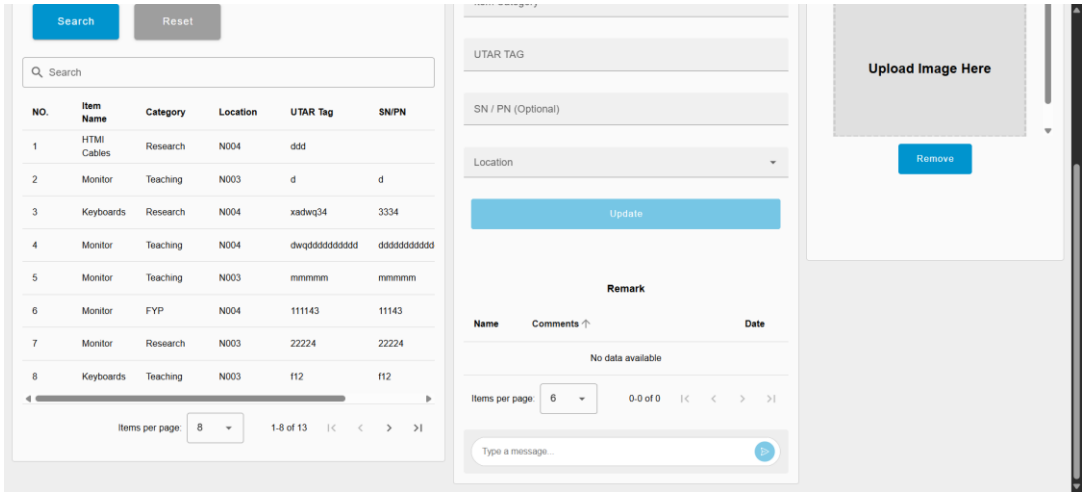 Search Reset
Search
NO. Item Name Category Location UTAR Tag SN/PN
1 HTMI Cables Research N004 ddd
2 Monitor Teaching N003 d d
3 Keyboards Research N004 xadwq34 3334
4 Monitor Teaching N004 dwqdddddddddd ddddddddddd
5 Monitor Teaching N003 mmmmm mmmmm
6 Monitor FYP N004 111143 11143
7 Monitor Research N003 22224 22224
8 Keyboards Teaching N003 f12 f12
Items per page: 8 1-8 of 13
UTAR TAG
SN / PN (Optional)
Location
Update
Remark
Name Comments Date
No data available
Items per page: 6 0-0 of 0
Type a message...
Upload Image Here
Remove